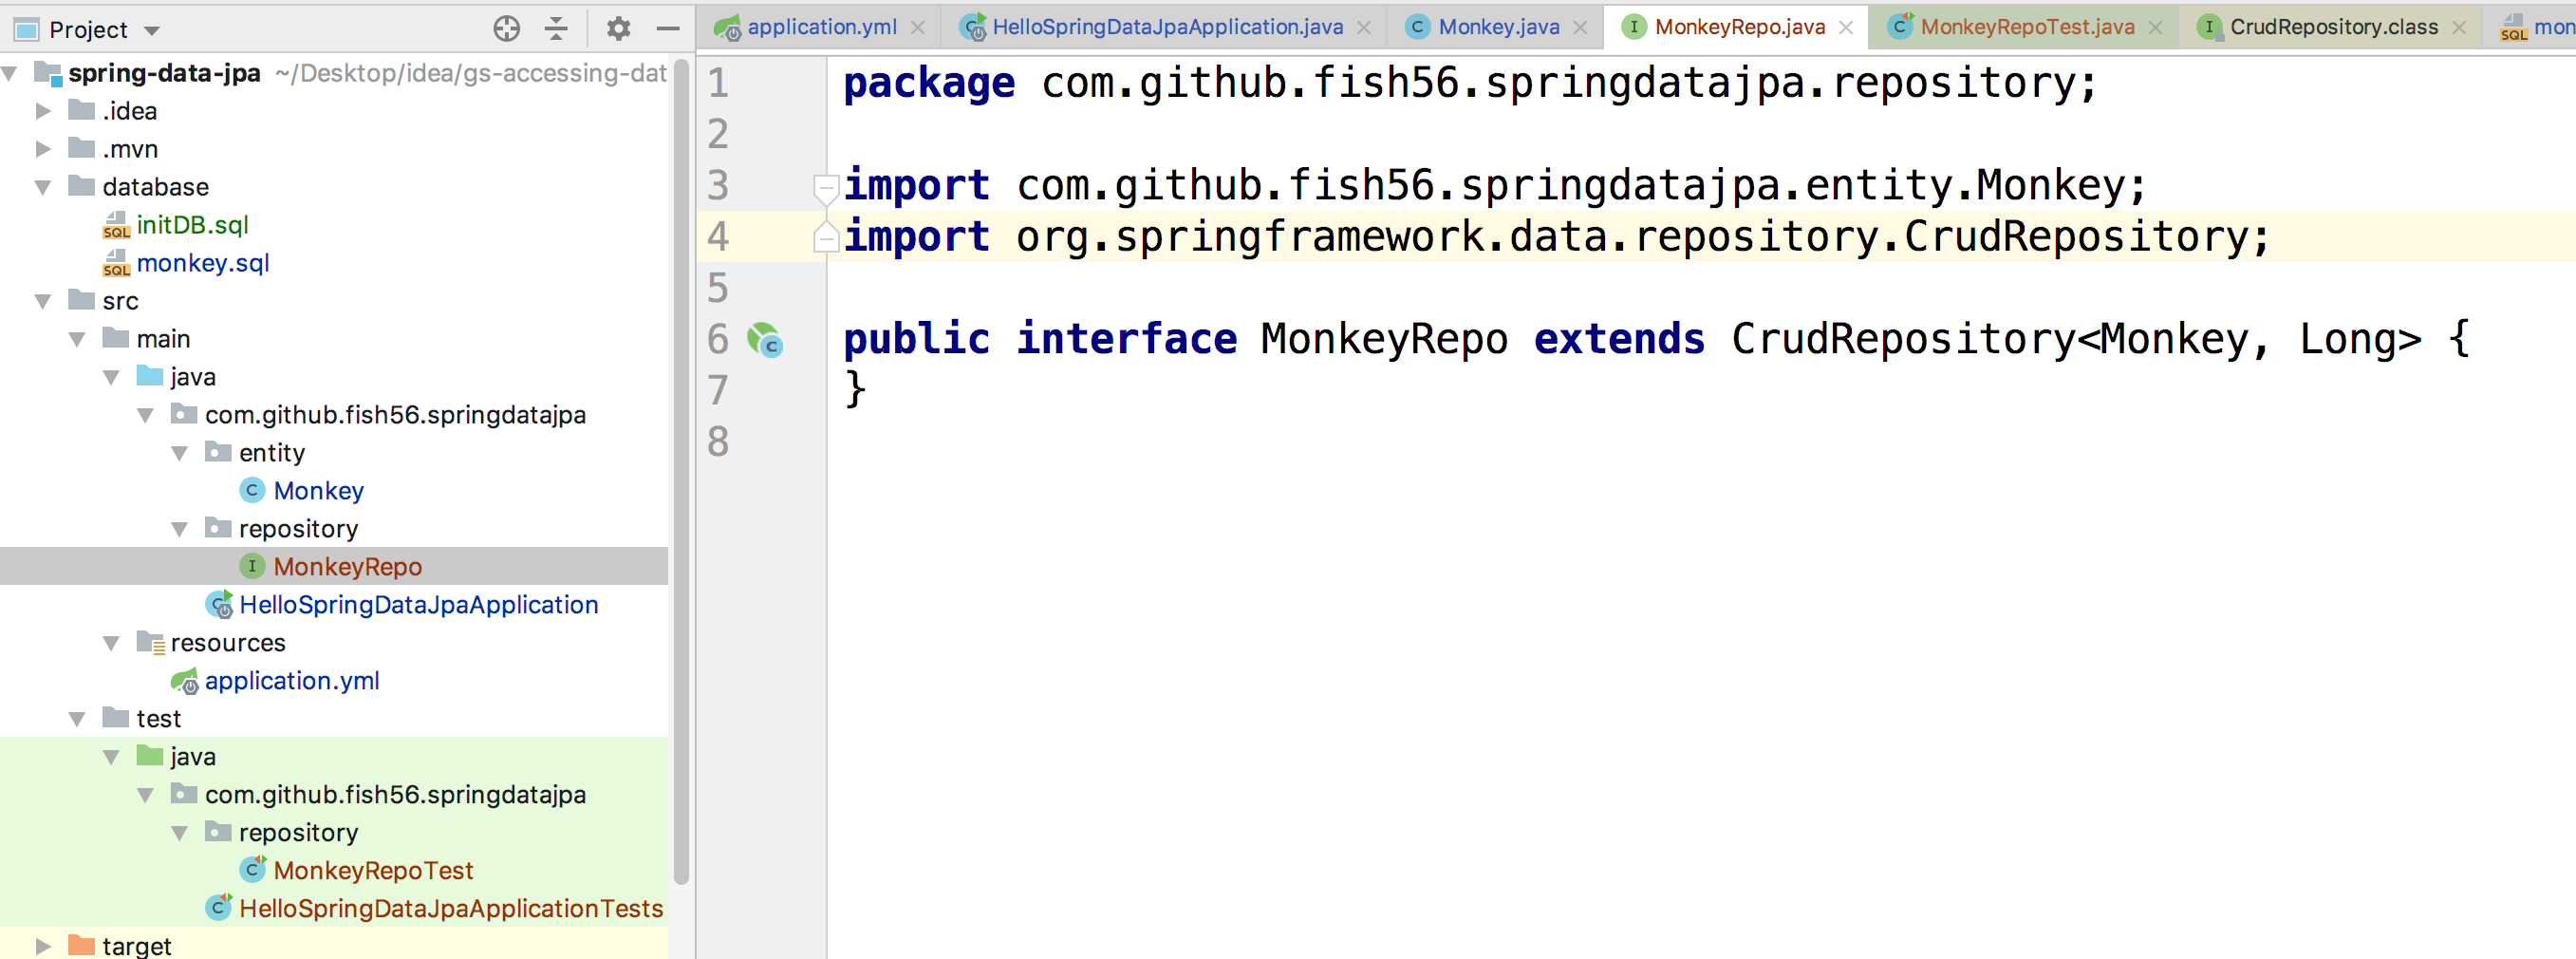 Project
application.yml
HelloSpringDataJpaApplication.java
Monkey.java
MonkeyRepo.java
MonkeyRepoTest.java
CrudRepository.class
mon
spring-data-jpa ~/Desktop/idea/gs-accessing-dat
.idea
.mvn
database
initDB.sql
monkey.sql
src
main
java
com.github.fish56.springdatajpa
entity
Monkey
repository
MonkeyRepo
HelloSpringDataJpaApplication
resources
application.yml
test
java
com.github.fish56.springdatajpa
repository
MonkeyRepoTest
HelloSpringDataJpaApplicationTests
target
1 package com.github.fish56.springdatajpa.repository;
2
3 import com.github.fish56.springdatajpa.entity.Monkey;
4 import org.springframework.data.repository.CrudRepository;
5
6 public interface MonkeyRepo extends CrudRepository<Monkey, Long> {
7 }
8